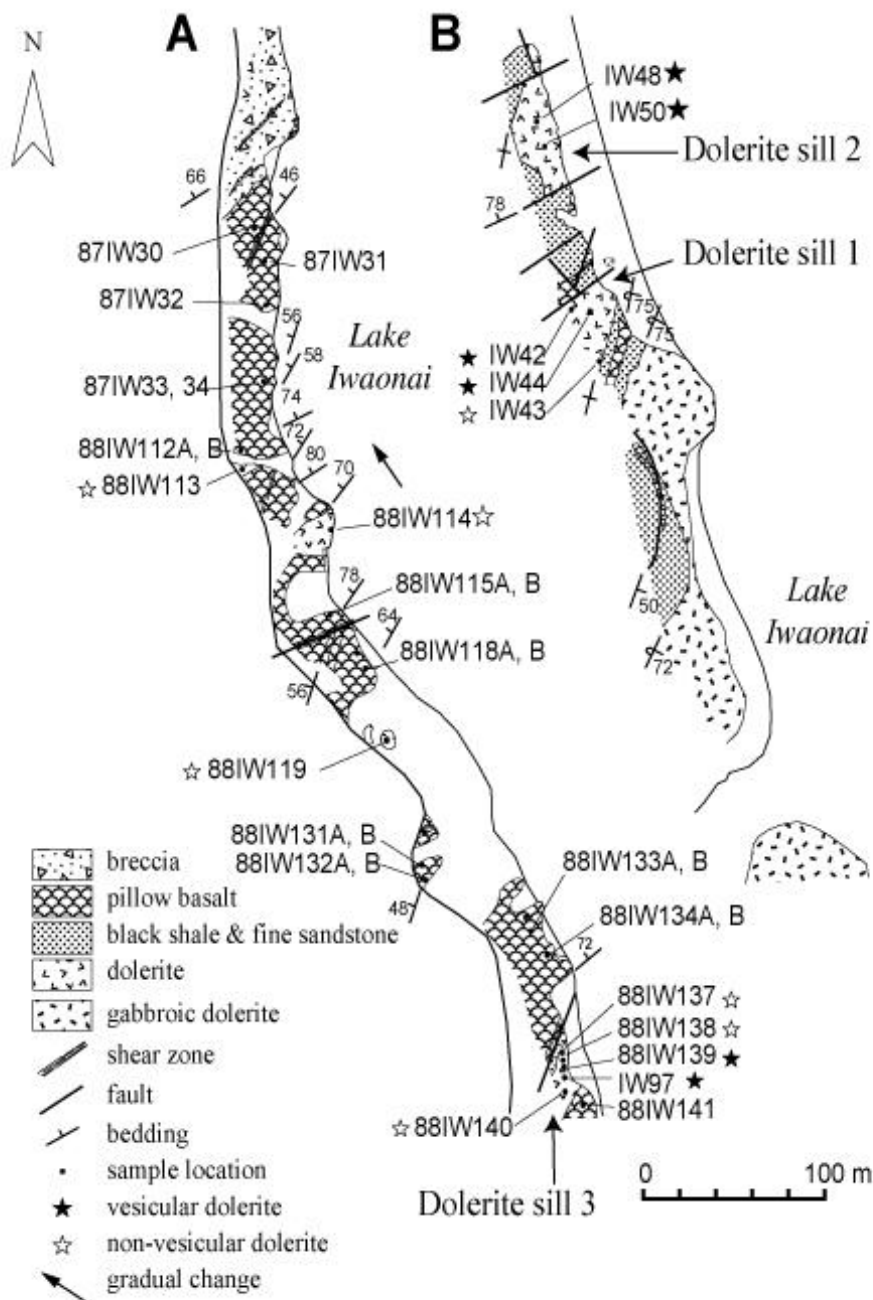 A
B
N
IW48★
IW50★
Dolerite sill 2
66
46
78
87IW30
87IW31
Dolerite sill 1
87IW32
75
75
56
58
Lake
Iwaonai
★ IW42
★ IW44
☆ IW43
87IW33, 34
74
72
88IW112A, B
80
70
☆ 88IW113
88IW114☆
78
88IW115A, B
50
Lake
Iwaonai
64
88IW118A, B
72
56
☆ 88IW119
88IW131A, B
88IW132A, B
88IW133A, B
48
88IW134A, B
72
88IW137 ☆
88IW138 ☆
88IW139 ★
IW97 ★
☆ 88IW140
88IW141
Dolerite sill 3
0 100 m
breccia
pillow basalt
black shale & fine sandstone
dolerite
gabbroic dolerite
shear zone
fault
bedding
sample location
vesicular dolerite
non-vesicular dolerite
gradual change